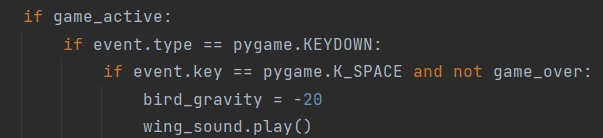 if game_active:
    if event.type == pygame.KEYDOWN:
        if event.key == pygame.K_SPACE and not game_over:
            bird_gravity = -20
            wing_sound.play()